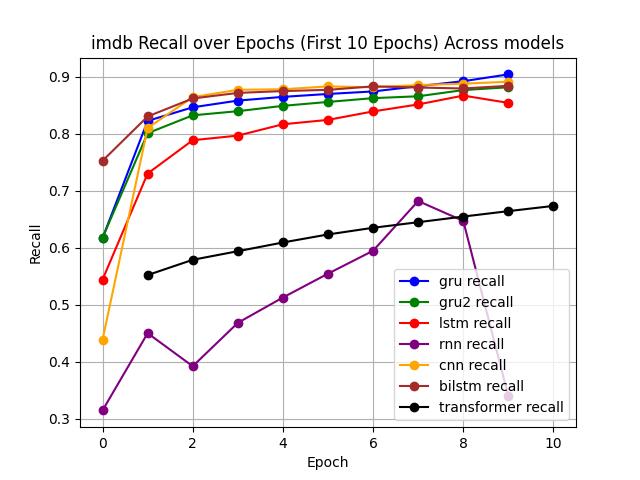 imdb Recall over Epochs (First 10 Epochs) Across models
0.9
0.8
0.7
0.6
0.5
0.4
0.3
Recall
gru recall
gru2 recall
lstm recall
rnn recall
cnn recall
bilstm recall
transformer recall
0 2 4 6 8 10
Epoch